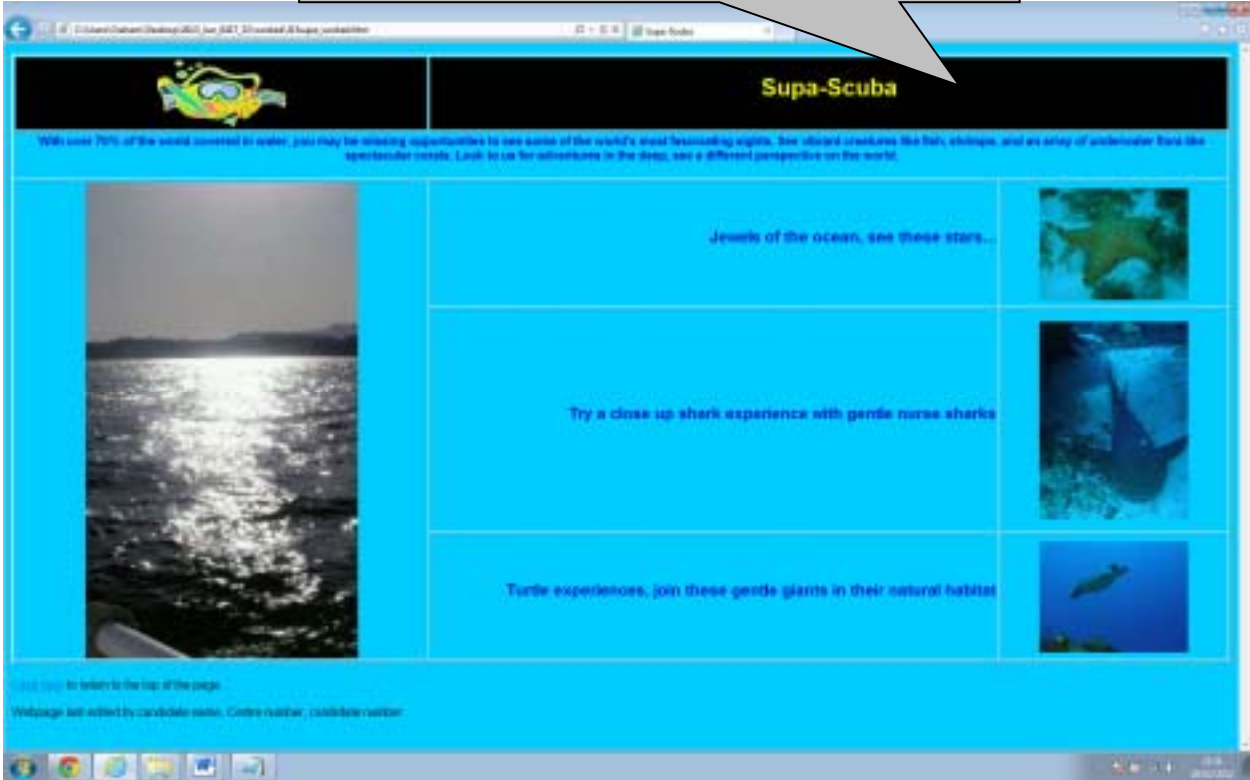 Supa-Scuba
Supa-Scuba
With over 70% of the world covered in water, you may be missing opportunities to see some of the world's most fascinating sights. See vibrant creatures like fish, shrimps, and an array of underwater flora like
spectacular corals. Look to us for adventures in the deep, see a different perspective on the world.
Jewels of the ocean, see these stars...
Try a close up shark experience with gentle nurse sharks
Turtle experiences, join these gentle giants in their natural habitat
to return to the top of the page.
Webpage last edited by candidate name, Centre number, candidate number